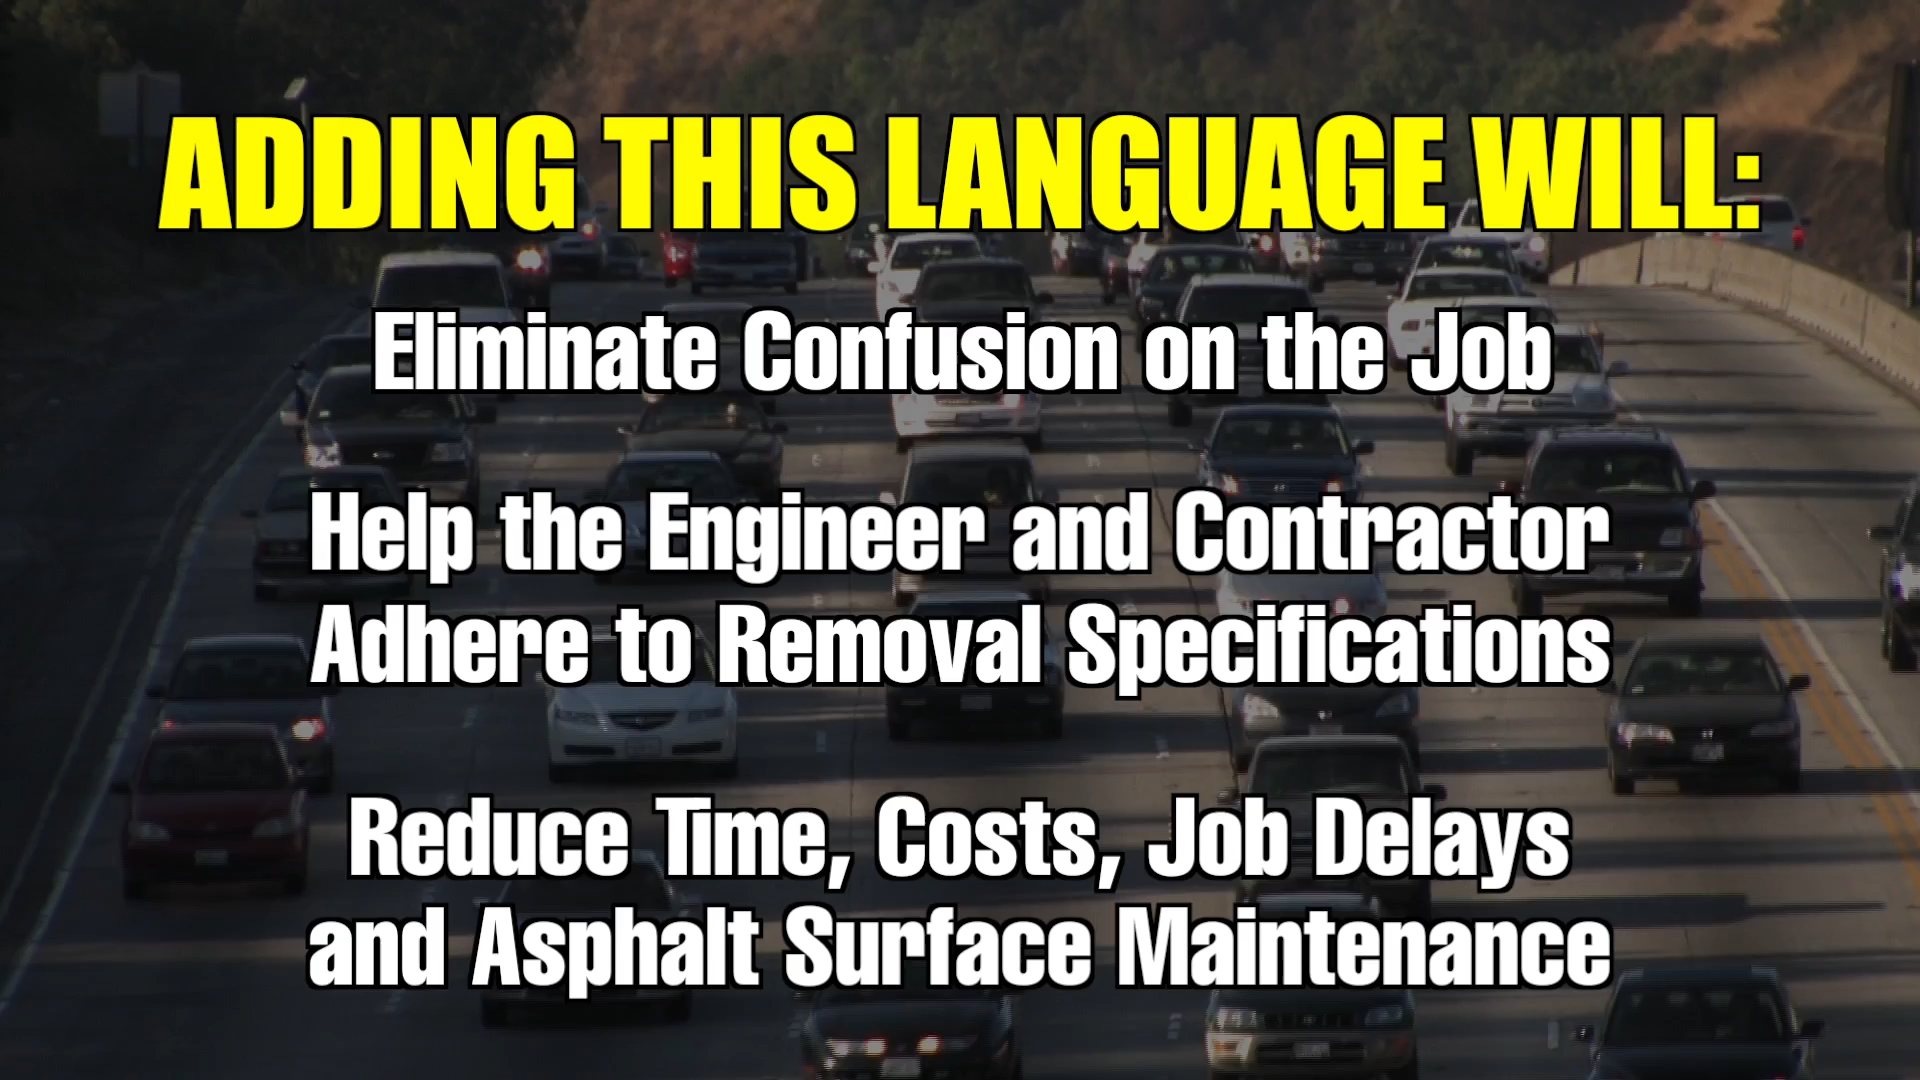 ADDING THIS LANGUAGE WILL:
Eliminate Confusion on the Job
Help the Engineer and Contractor
Adhere to Removal Specifications
Reduce Time, Costs, Job Delays
and Asphalt Surface Maintenance